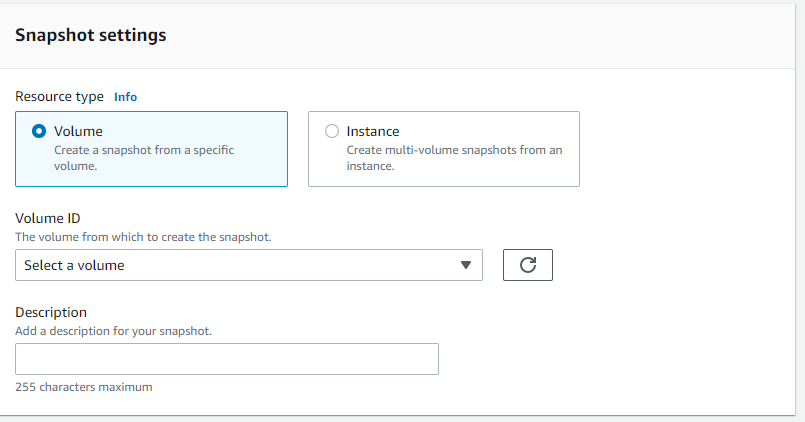 Snapshot settings
Resource type Info
Volume
Create a snapshot from a specific
volume.
Instance
Create multi-volume snapshots from an
instance.
Volume ID
The volume from which to create the snapshot.
Select a volume
Description
Add a description for your snapshot.
255 characters maximum